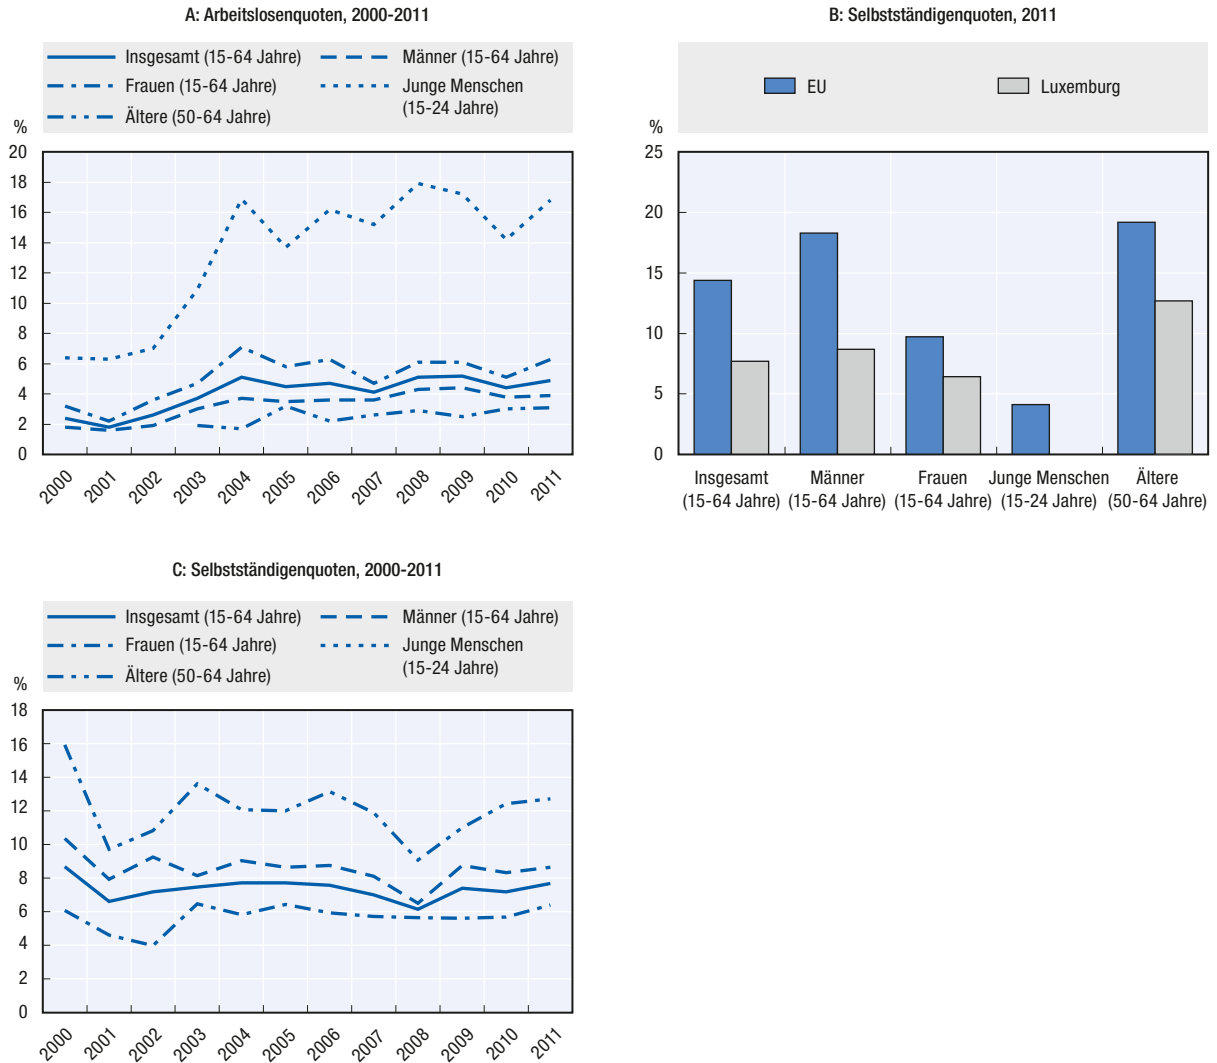 A: Arbeitslosenquoten, 2000-2011
Insgesamt (15-64 Jahre)
Männer (15-64 Jahre)
Frauen (15-64 Jahre)
Junge Menschen
(15-24 Jahre)
Ältere (50-64 Jahre)
%
20
18
16
14
12
10
8
6
4
2
0
2000
2001
2002
2003
2004
2005
2006
2007
2008
2009
2010
2011
B: Selbstständigenquoten, 2011
EU
Luxemburg
%
25
20
15
10
5
0
Insgesamt
(15-64 Jahre)
Männer
(15-64 Jahre)
Frauen
(15-64 Jahre)
Junge Menschen
(15-24 Jahre)
Ältere
(50-64 Jahre)
C: Selbstständigenquoten, 2000-2011
Insgesamt (15-64 Jahre)
Männer (15-64 Jahre)
Frauen (15-64 Jahre)
Junge Menschen
(15-24 Jahre)
Ältere (50-64 Jahre)
%
18
16
14
12
10
8
6
4
2
0
2000
2001
2002
2003
2004
2005
2006
2007
2008
2009
2010
2011